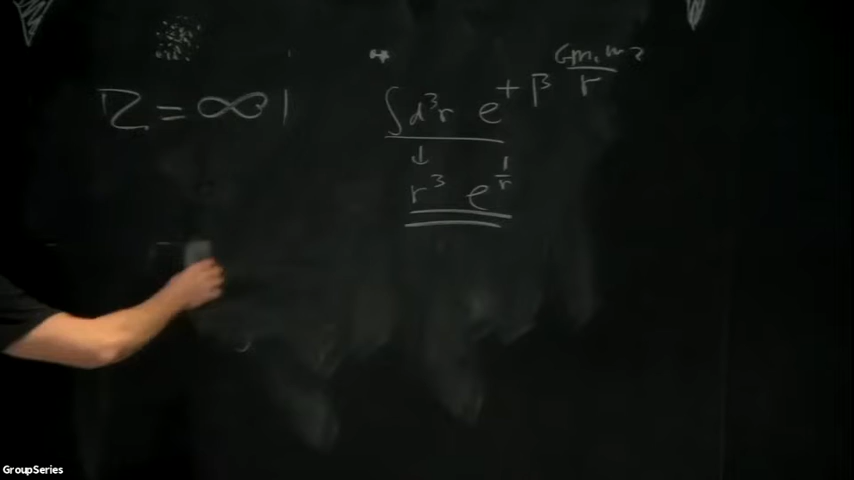 Z = ∞ !
∫d³r e^{+β Gm₁m₂/r}
↓
r³ e^{1/r}
GroupSeries